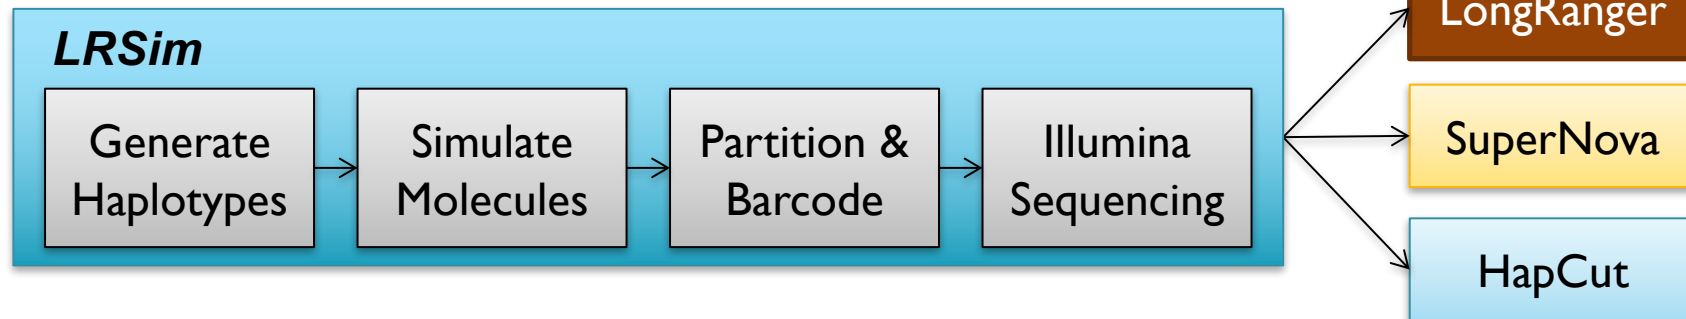 LRSim
Generate
Haplotypes
Simulate
Molecules
Partition &
Barcode
Illumina
Sequencing
LongRanger
SuperNova
HapCut